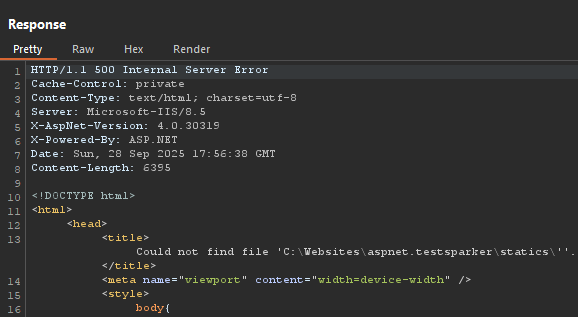 Response
Pretty Raw Hex Render
1 HTTP/1.1 500 Internal Server Error
2 Cache-Control: private
3 Content-Type: text/html; charset=utf-8
4 Server: Microsoft-IIS/8.5
5 X-AspNet-Version: 4.0.30319
6 X-Powered-By: ASP.NET
7 Date: Sun, 28 Sep 2025 17:56:38 GMT
8 Content-Length: 6395
9
10 <!DOCTYPE html>
11 <html>
12 <head>
13 <title>
Could not find file 'C:\Websites\aspnet.testsparker\statics\''.
</title>
14 <meta name="viewport" content="width=device-width" />
15 <style>
16 body{